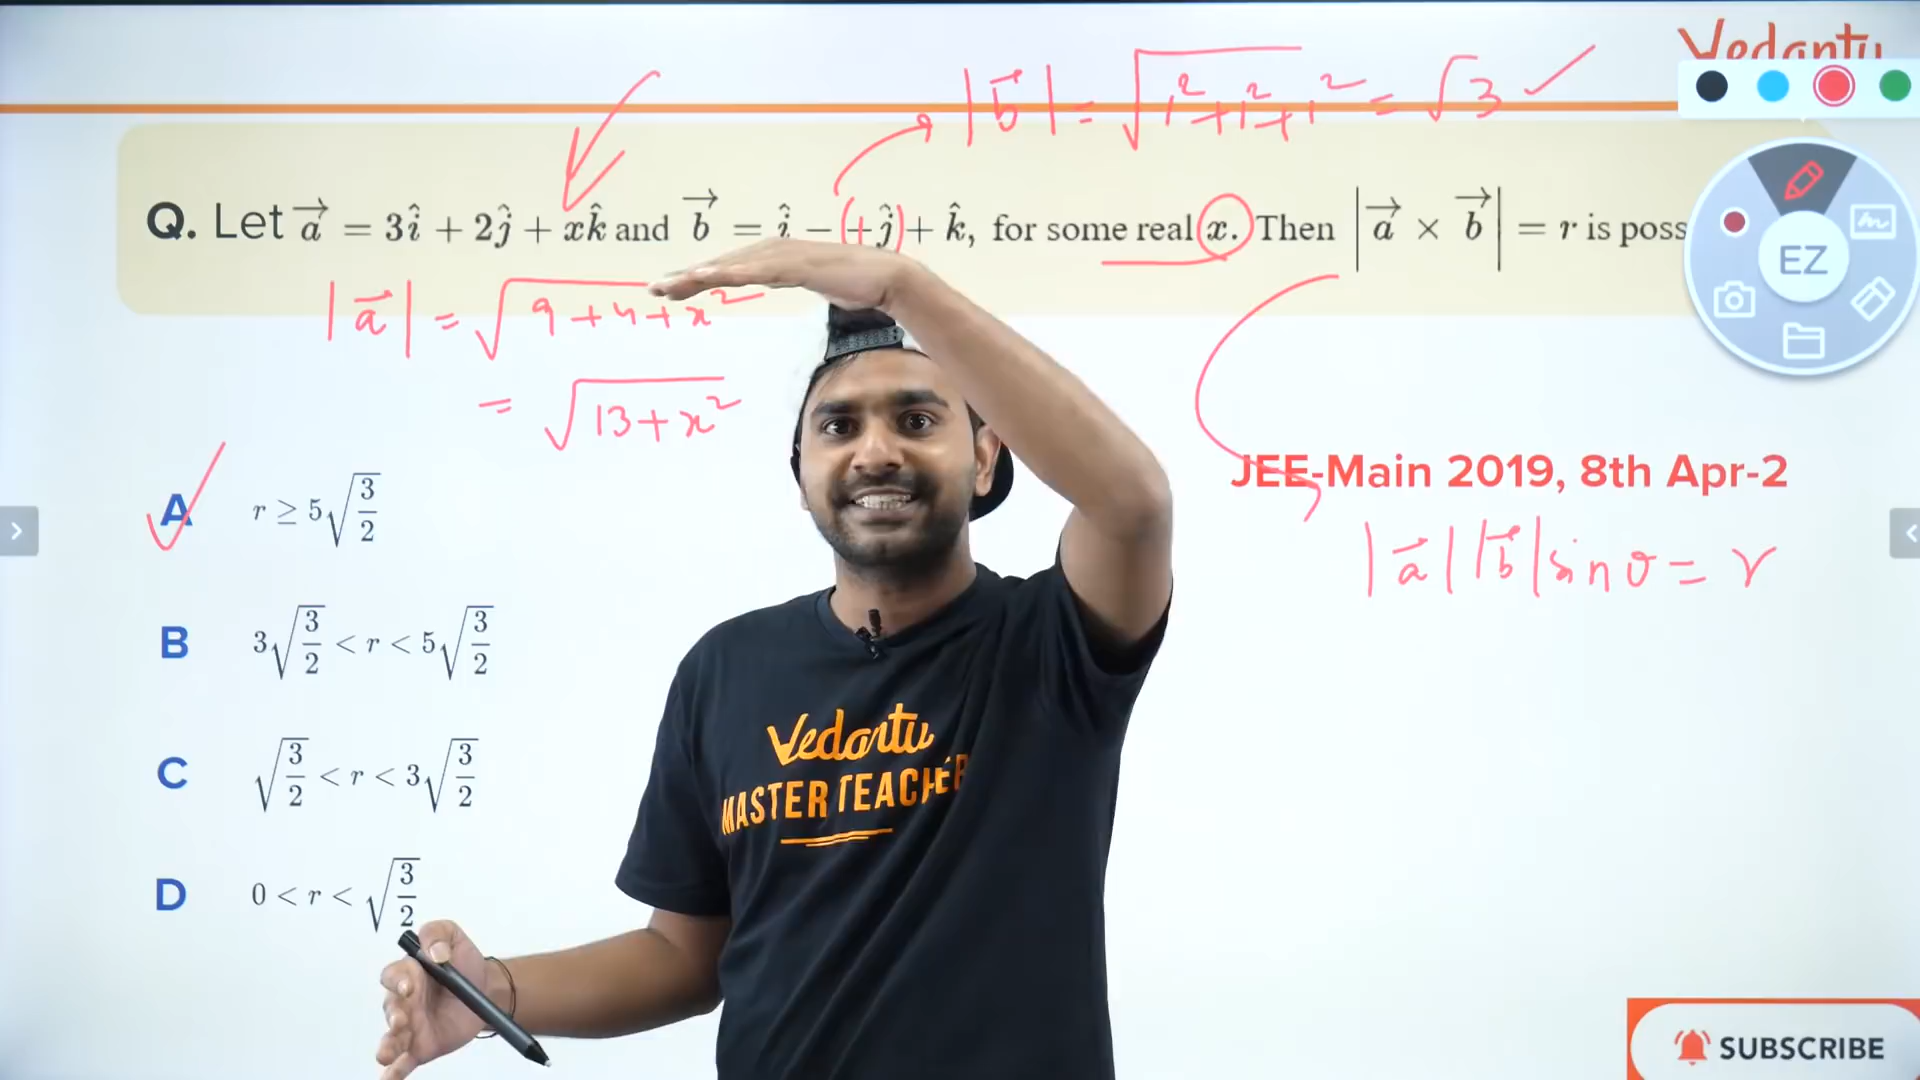 Vedantu
|b⃗| = √1²+1²+1² = √3 ✓
Q. Let a⃗ = 3î + 2ĵ + xk̂ and b⃗ = î − (+ĵ) + k̂, for some real x. Then |a⃗ × b⃗| = r is poss
EZ
|a⃗| = √9+4+x²
= √13+x²
JEE-Main 2019, 8th Apr-2
|a⃗| |b⃗| sin θ = r
A r ≥ 5√(3/2)
B 3√(3/2) < r < 5√(3/2)
C √(3/2) < r < 3√(3/2)
D 0 < r < √(3/2)
Vedantu
MASTER TEACHER
SUBSCRIBE